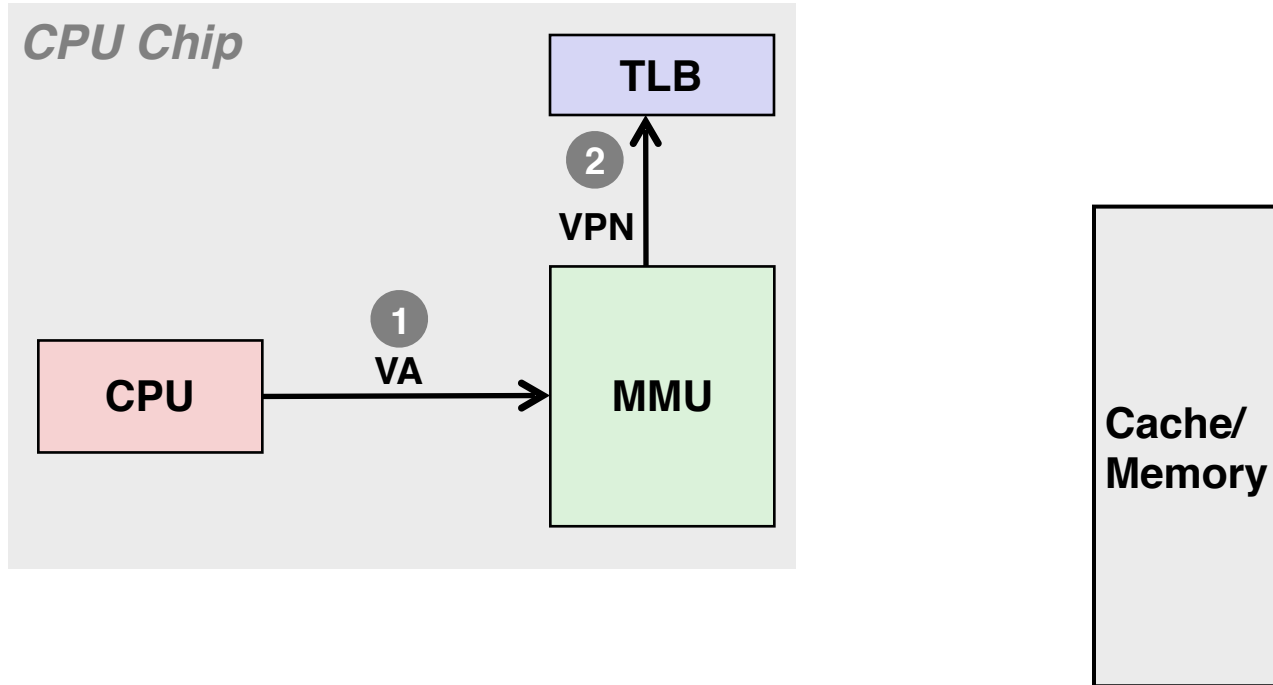 CPU Chip
TLB
2
VPN
1
VA
CPU
MMU
Cache/
Memory